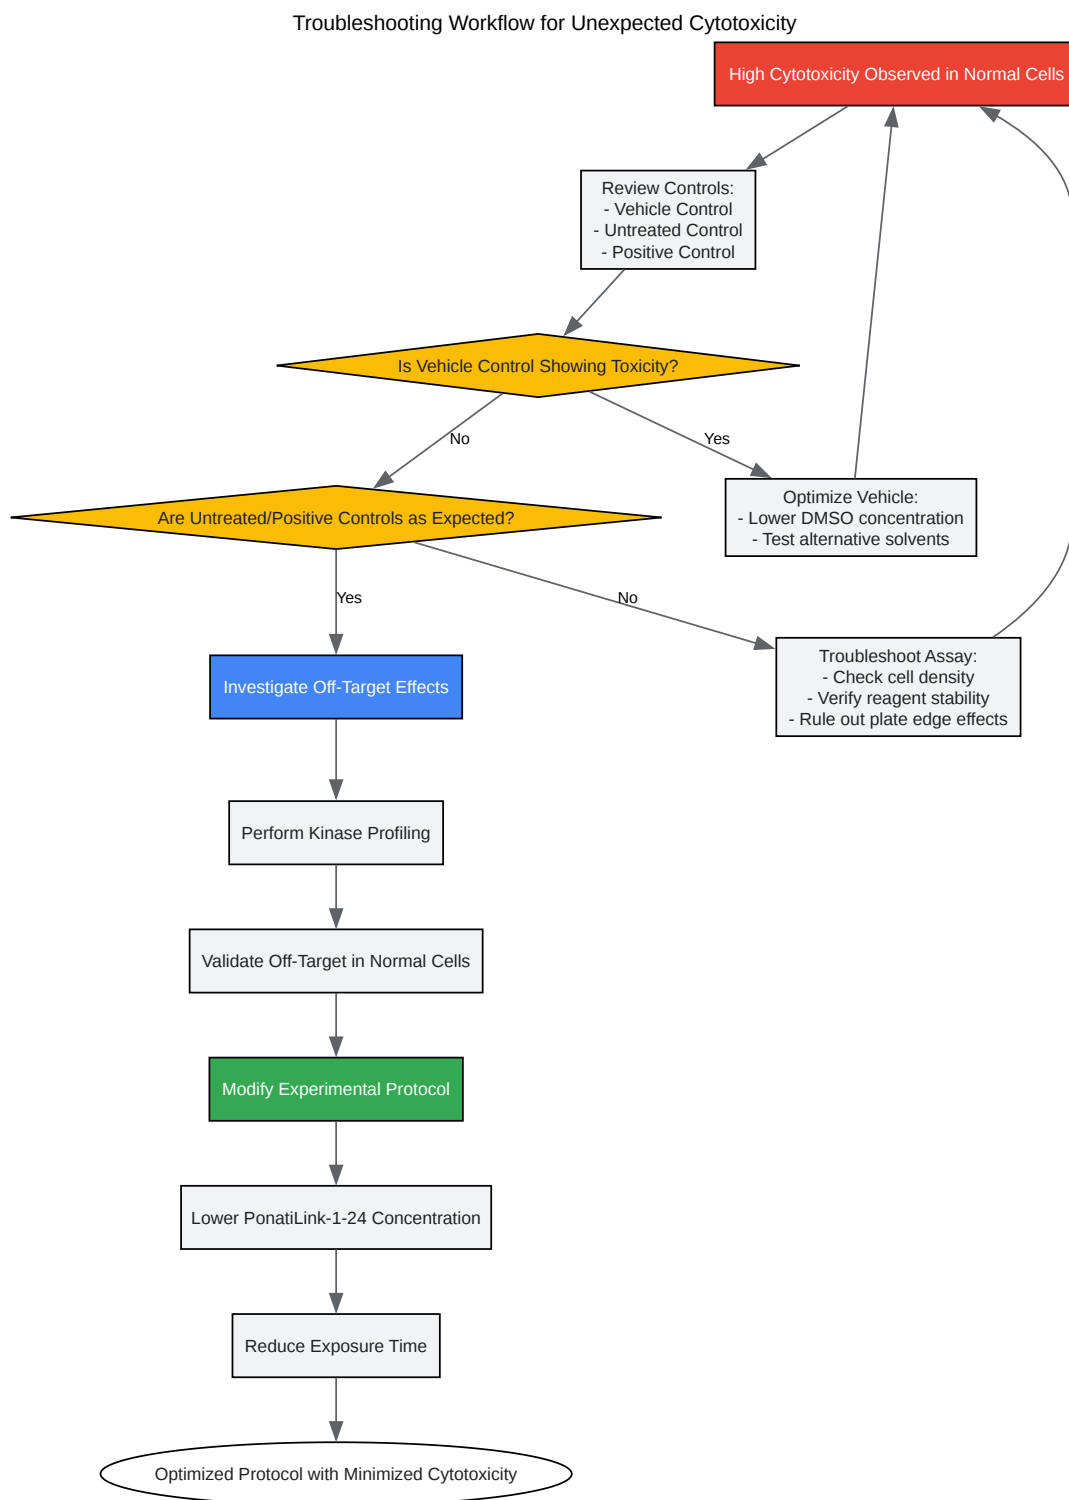 Troubleshooting Workflow for Unexpected Cytotoxicity
High Cytotoxicity Observed in Normal Cells
Review Controls:
- Vehicle Control
- Untreated Control
- Positive Control
Is Vehicle Control Showing Toxicity?
No
Yes
Optimize Vehicle:
- Lower DMSO concentration
- Test alternative solvents
Are Untreated/Positive Controls as Expected?
Yes
No
Troubleshoot Assay:
- Check cell density
- Verify reagent stability
- Rule out plate edge effects
Investigate Off-Target Effects
Perform Kinase Profiling
Validate Off-Target in Normal Cells
Modify Experimental Protocol
Lower PonatiLink-1-24 Concentration
Reduce Exposure Time
Optimized Protocol with Minimized Cytotoxicity